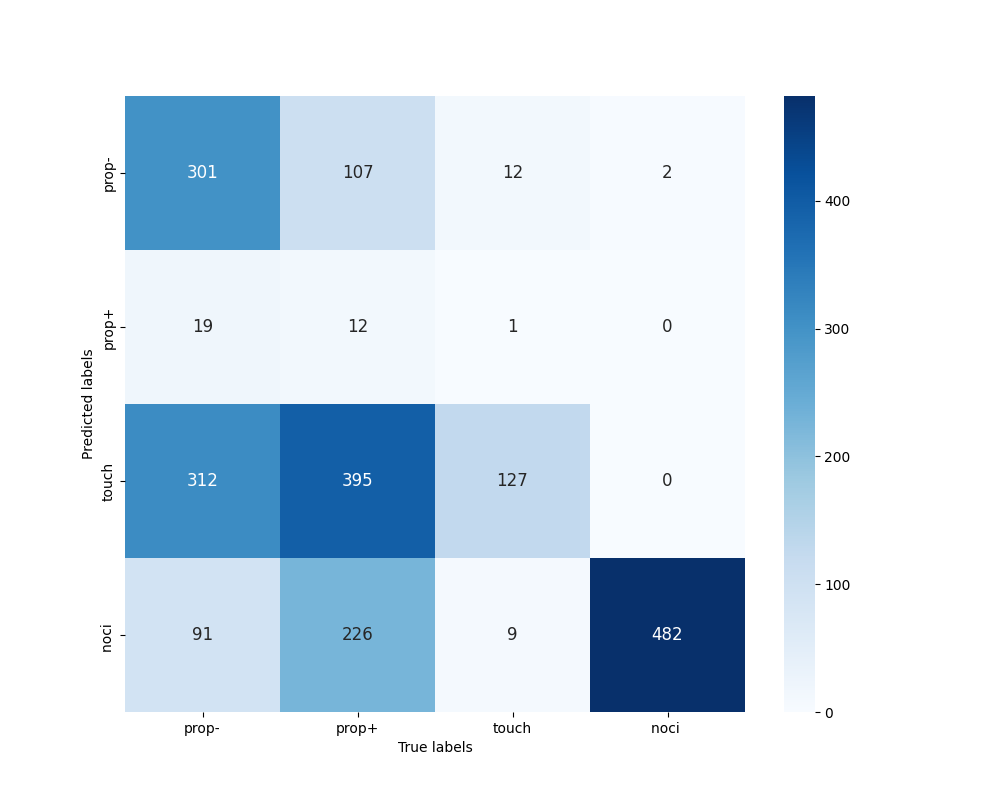 prop-
301 107 12 2
prop+
19 12 1 0
touch
312 395 127 0
noci
91 226 9 482
Predicted labels
prop- prop+ touch noci
True labels
400
300
200
100
0